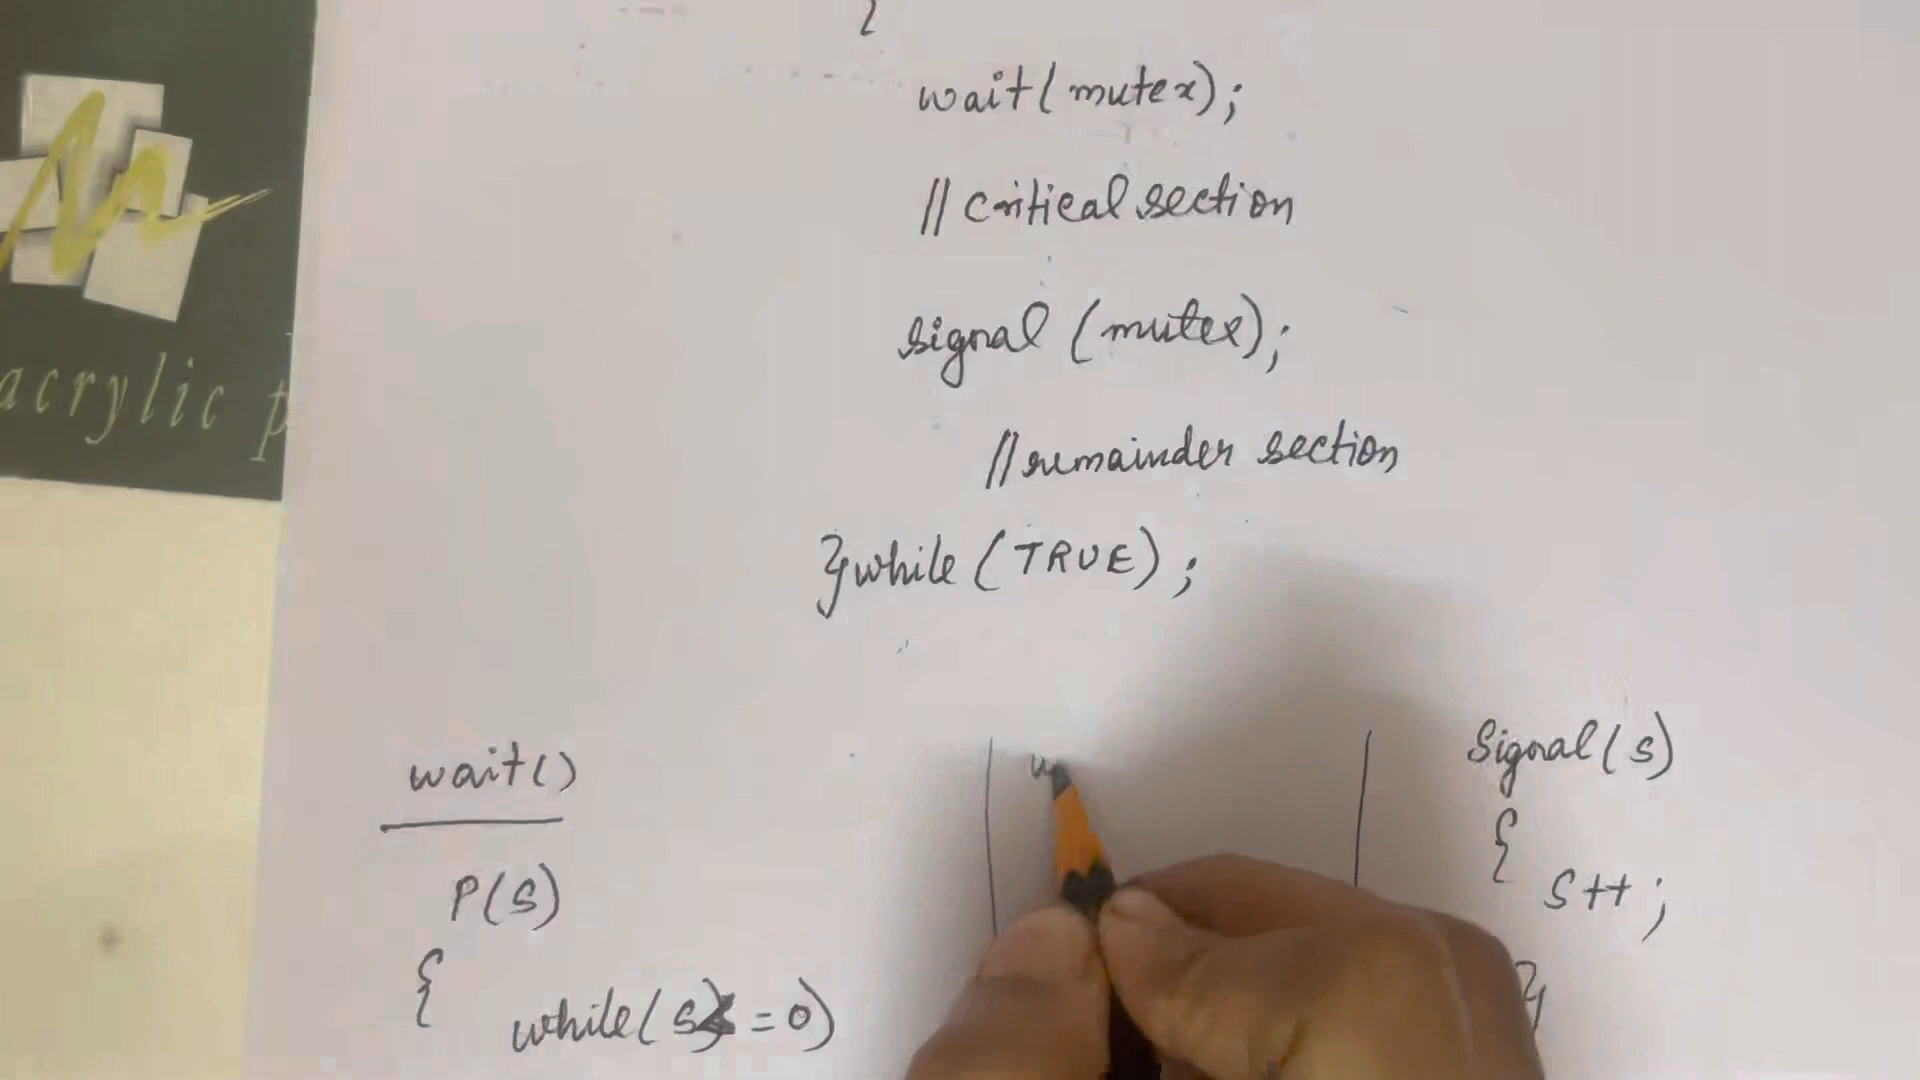 {
wait(mutex);
// critical section
signal (mutex);
// remainder section
}while (TRUE);
acrylic p
wait()
P(S)
{
while(S<=0)
w
Signal(S)
{
S++;
}